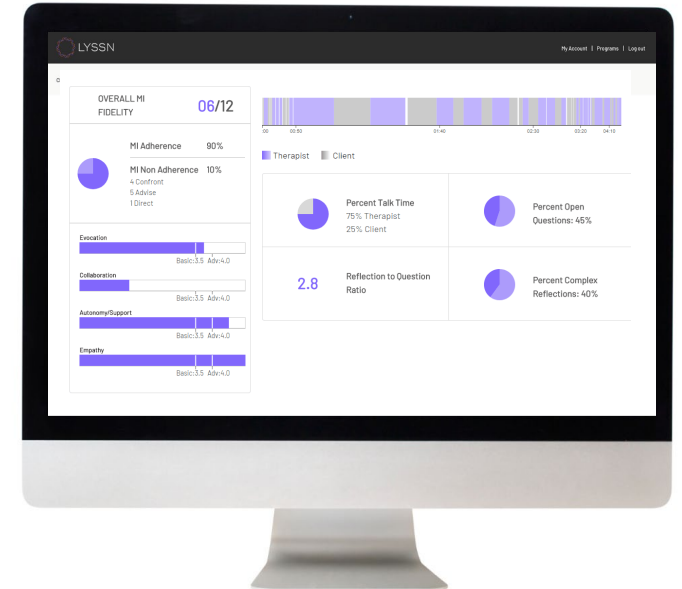 LYSSN
My Account | Programs | Log out
OVERALL MI
FIDELITY
06/12
MI Adherence 90%
MI Non Adherence 10%
4 Confront
5 Advise
1 Direct
Evocation
Basic:3.5 Adv:4.0
Collaboration
Basic:3.5 Adv:4.0
Autonomy/Support
Basic:3.5 Adv:4.0
Empathy
Basic:3.5 Adv:4.0
00 00:50 01:40 02:30 03:20 04:10
Therapist Client
Percent Talk Time
75% Therapist
25% Client
Percent Open
Questions: 45%
2.8
Reflection to Question
Ratio
Percent Complex
Reflections: 40%